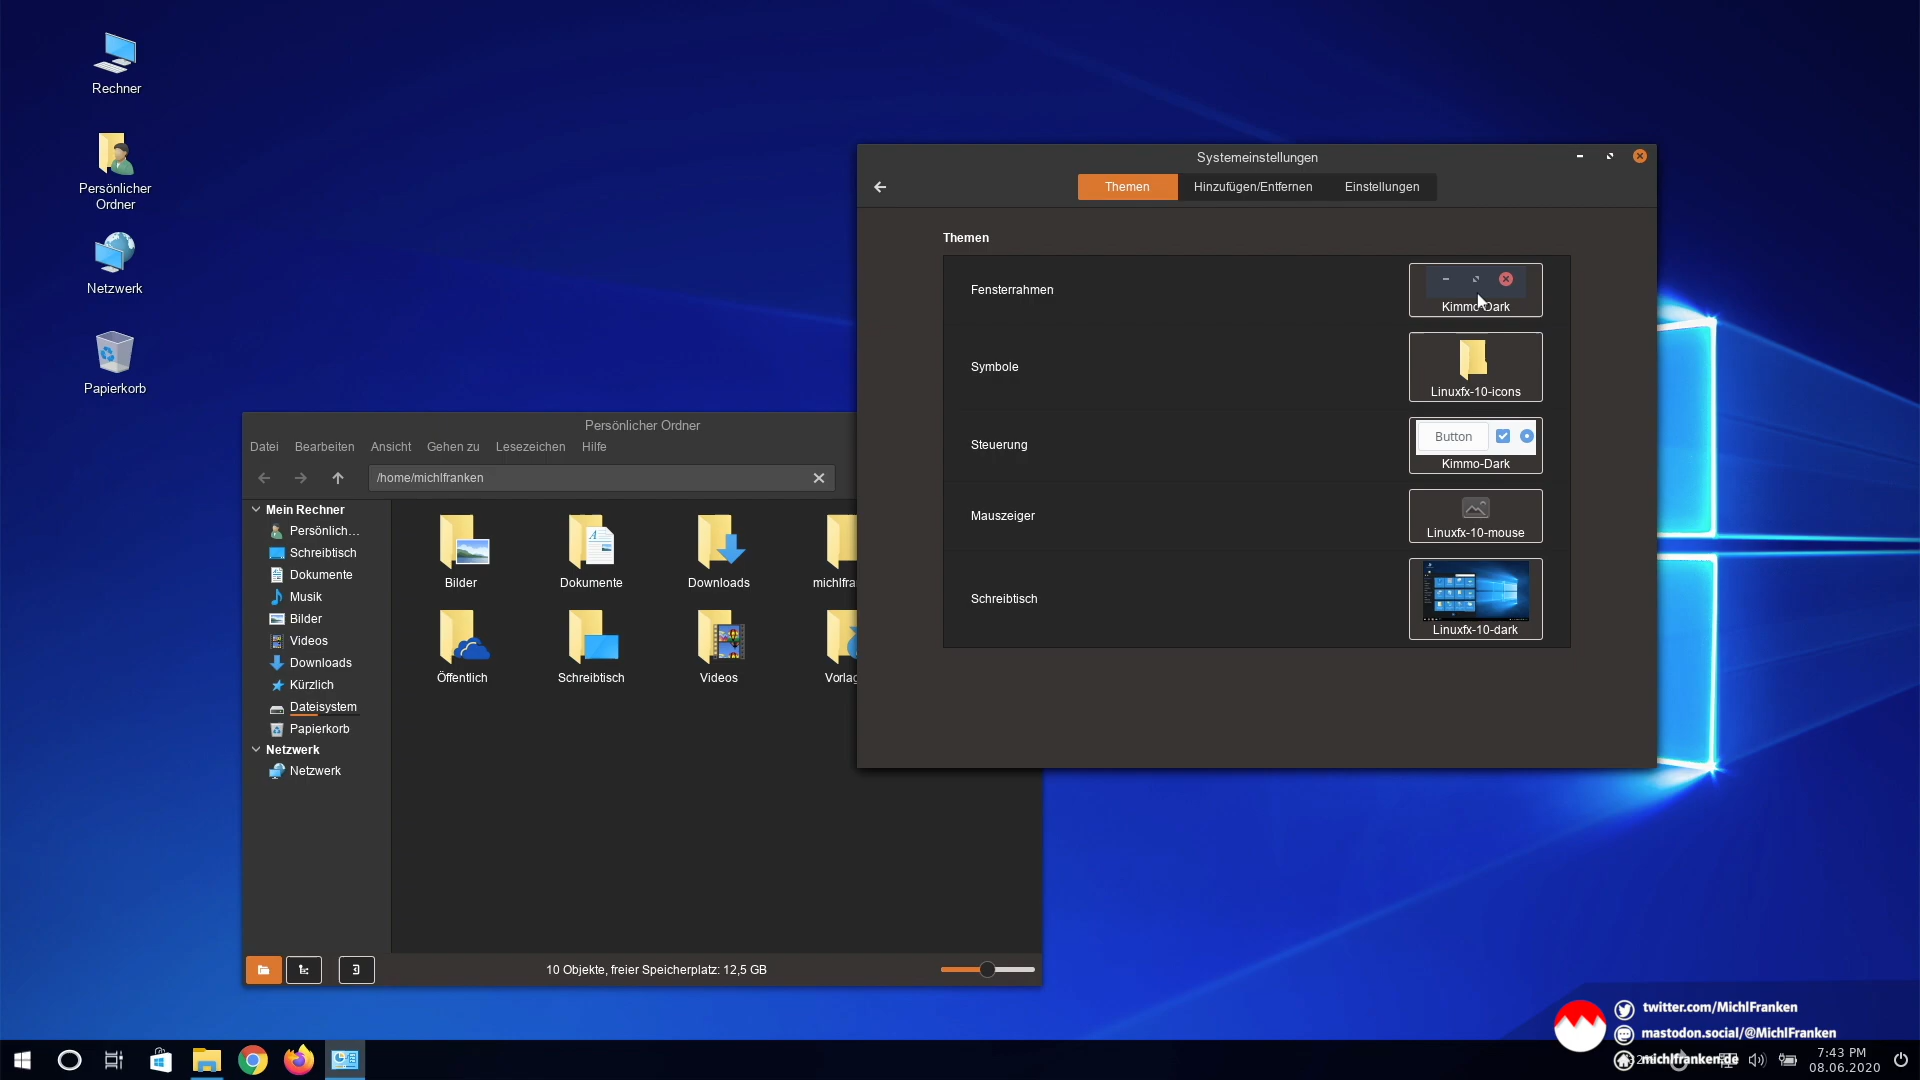 Rechner
Persönlicher
Ordner
Netzwerk
Papierkorb
Systemeinstellungen
Themen
Hinzufügen/Entfernen
Einstellungen
Themen
Fensterrahmen
Kimmo-Dark
Symbole
Linuxfx-10-icons
Steuerung
Button
Kimmo-Dark
Mauszeiger
Linuxfx-10-mouse
Schreibtisch
Linuxfx-10-dark
Persönlicher Ordner
Datei Bearbeiten Ansicht Gehen zu Lesezeichen Hilfe
/home/michlfranken
Mein Rechner
Persönlich...
Schreibtisch
Dokumente
Musik
Bilder
Videos
Downloads
Kürzlich
Dateisystem
Papierkorb
Netzwerk
Netzwerk
Bilder Dokumente Downloads michlfra
Öffentlich Schreibtisch Videos Vorlag
10 Objekte, freier Speicherplatz: 12,5 GB
twitter.com/MichlFranken
mastodon.social/@MichlFranken
michlfranken.de
7:43 PM
08.06.2020